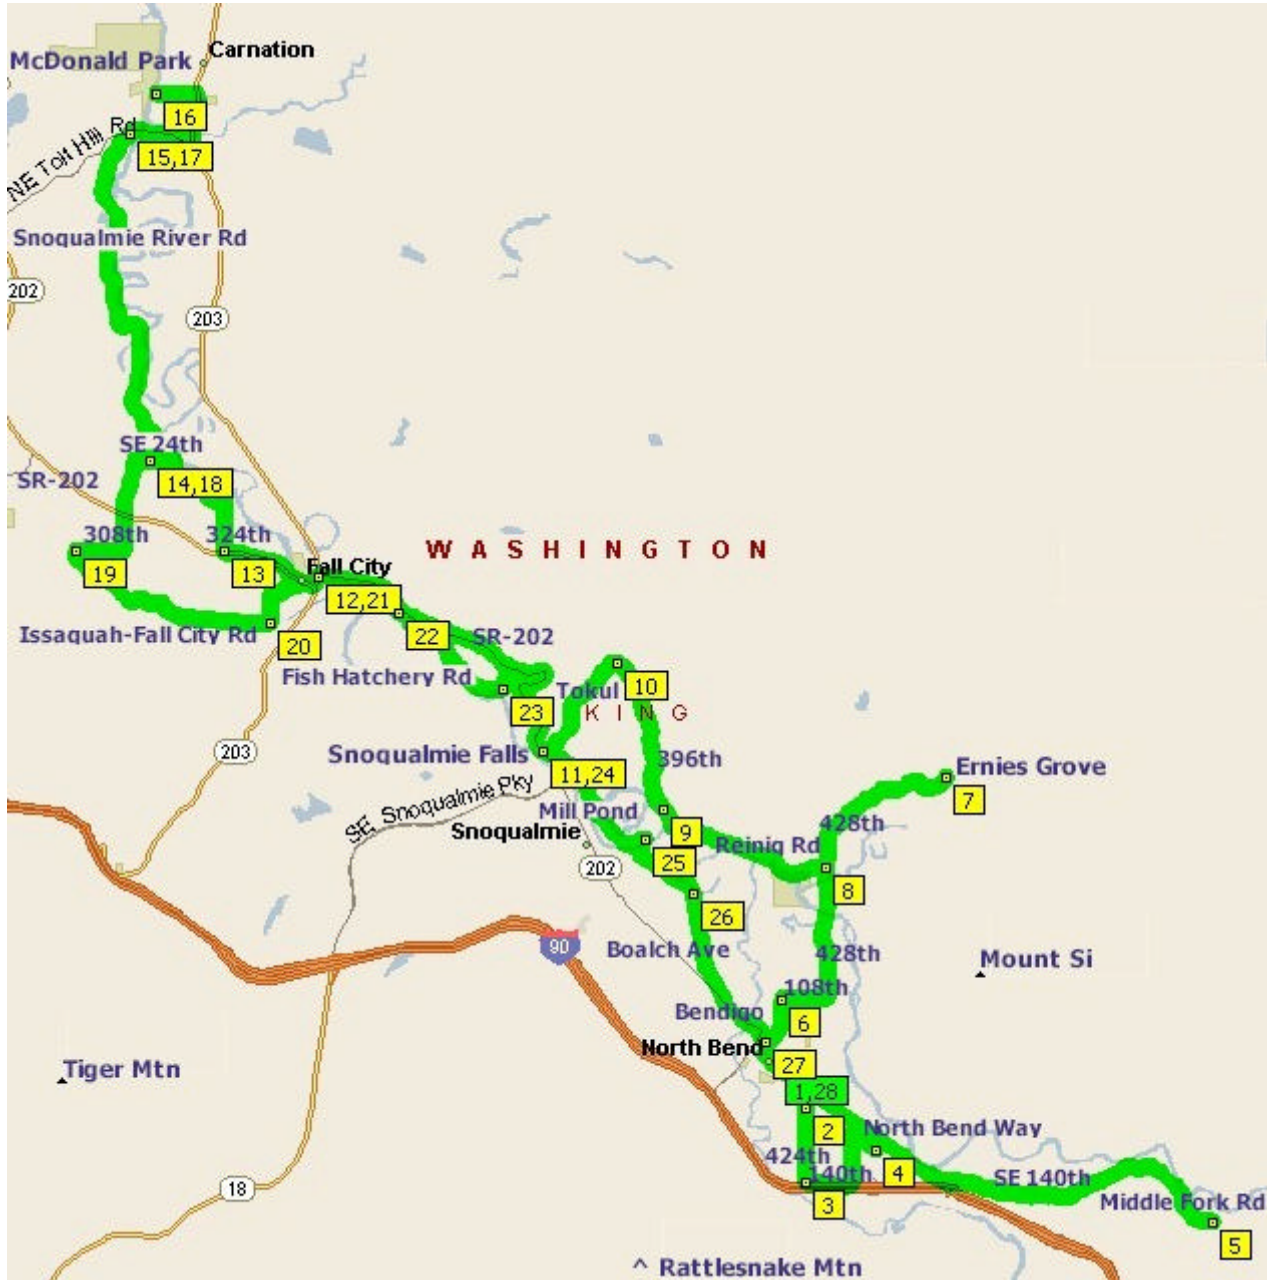 Carnation
McDonald Park
16
NE Tolt Hill Rd
15,17
Snoqualmie River Rd
202
203
SE 24th
SR-202
14,18
308th
324th
WASHINGTON
Fall City
19
13
12,21
22
SR-202
Issaquah-Fall City Rd
20
Fish Hatchery Rd
Tokul
10
23
KING
203
Snoqualmie Falls
396th
Ernies Grove
11,24
SE Snoqualmie Pky
7
Mill Pond
428th
Snoqualmie
9
Reinig Rd
25
202
8
26
90
Boalch Ave
428th
Mount Si
108th
Bendigo
6
North Bend
27
Tiger Mtn
1,28
2
North Bend Way
424th
140th
4
SE 140th
18
3
Middle Fork Rd
5
^ Rattlesnake Mtn